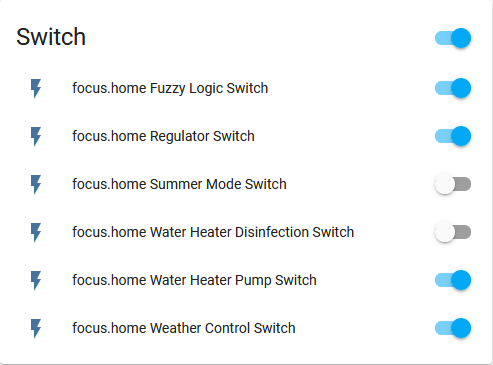 Switch
focus.home Fuzzy Logic Switch
focus.home Regulator Switch
focus.home Summer Mode Switch
focus.home Water Heater Disinfection Switch
focus.home Water Heater Pump Switch
focus.home Weather Control Switch